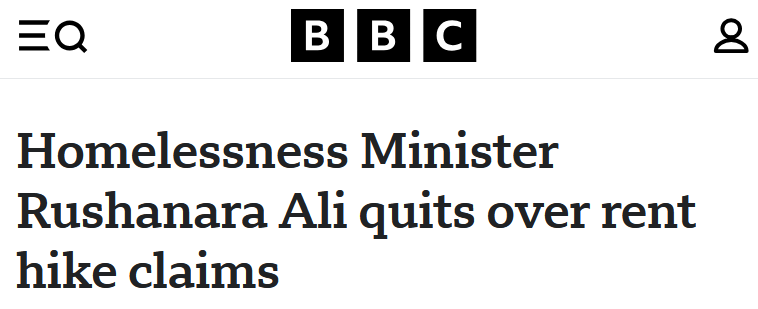 BBC
Homelessness Minister
Rushanara Ali quits over rent
hike claims